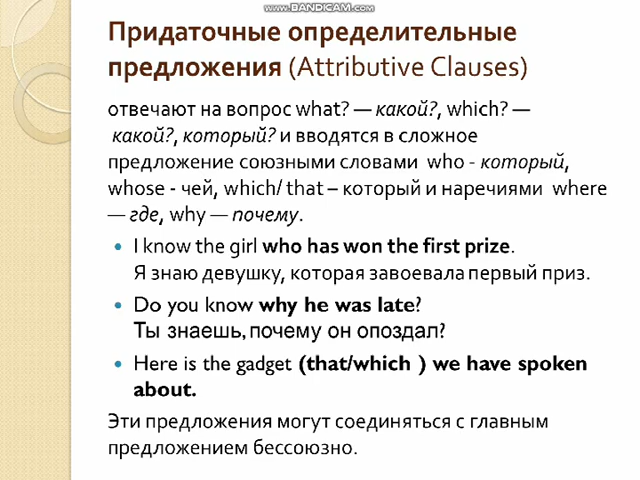 www.BANDICAM.com
Придаточные определительные
предложения (Attributive Clauses)
отвечают на вопрос what? — какой?, which? —
какой?, который? и вводятся в сложное
предложение союзными словами who - который,
whose - чей, which/ that – который и наречиями where
— где, why — почему.
• I know the girl who has won the first prize.
Я знаю девушку, которая завоевала первый приз.
• Do you know why he was late?
Ты знаешь, почему он опоздал?
• Here is the gadget (that/which ) we have spoken
about.
Эти предложения могут соединяться с главным
предложением бессоюзно.